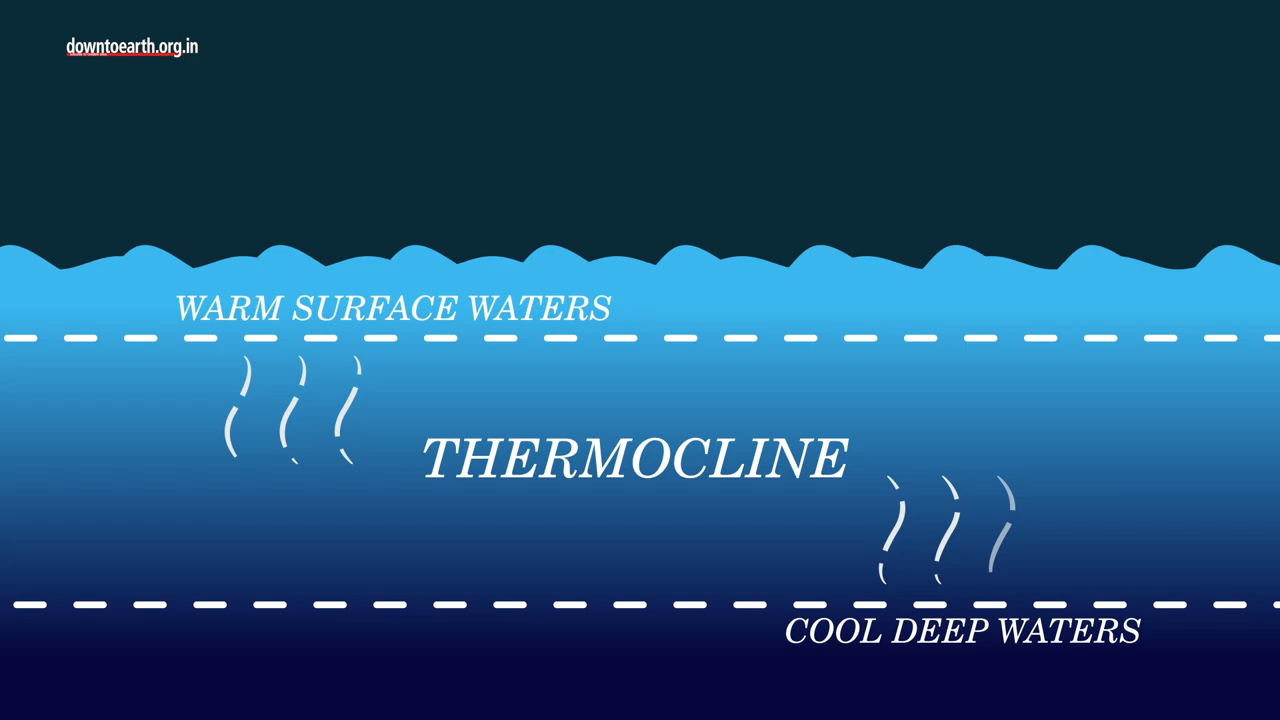 downtoearth.org.in
WARM SURFACE WATERS
THERMOCLINE
COOL DEEP WATERS